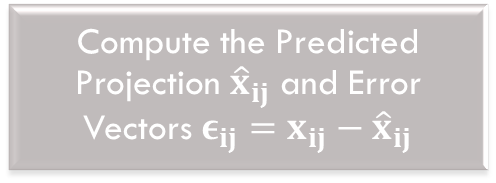 Compute the Predicted
Projection x̂ᵢⱼ and Error
Vectors ϵᵢⱼ = xᵢⱼ − x̂ᵢⱼ